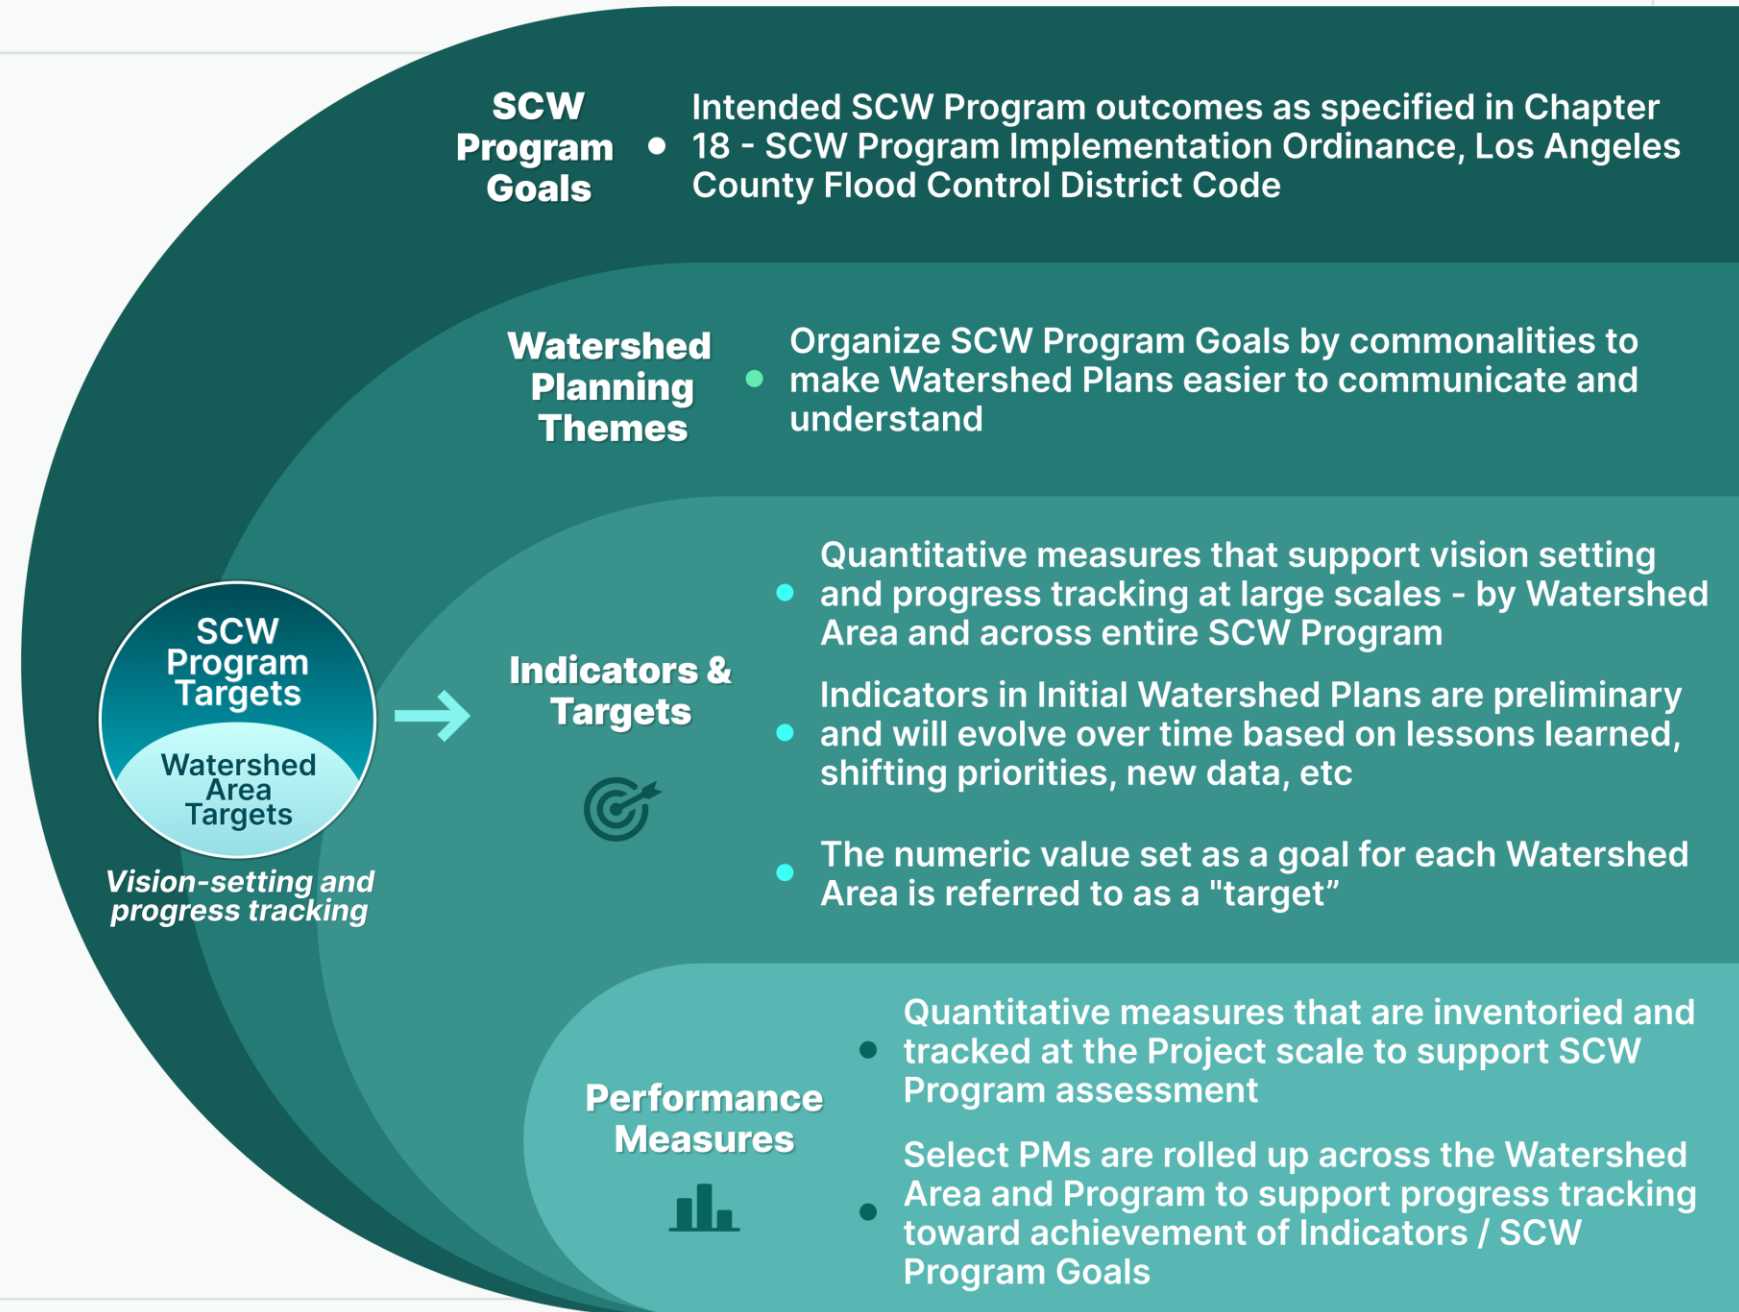 SCW
Program
Goals
Intended SCW Program outcomes as specified in Chapter
18 - SCW Program Implementation Ordinance, Los Angeles
County Flood Control District Code
Watershed
Planning
Themes
Organize SCW Program Goals by commonalities to
make Watershed Plans easier to communicate and
understand
SCW
Program
Targets
Watershed
Area
Targets
Vision-setting and
progress tracking
Indicators &
Targets
Quantitative measures that support vision setting
and progress tracking at large scales - by Watershed
Area and across entire SCW Program
Indicators in Initial Watershed Plans are preliminary
and will evolve over time based on lessons learned,
shifting priorities, new data, etc
The numeric value set as a goal for each Watershed
Area is referred to as a "target”
Performance
Measures
Quantitative measures that are inventoried and
tracked at the Project scale to support SCW
Program assessment
Select PMs are rolled up across the Watershed
Area and Program to support progress tracking
toward achievement of Indicators / SCW
Program Goals